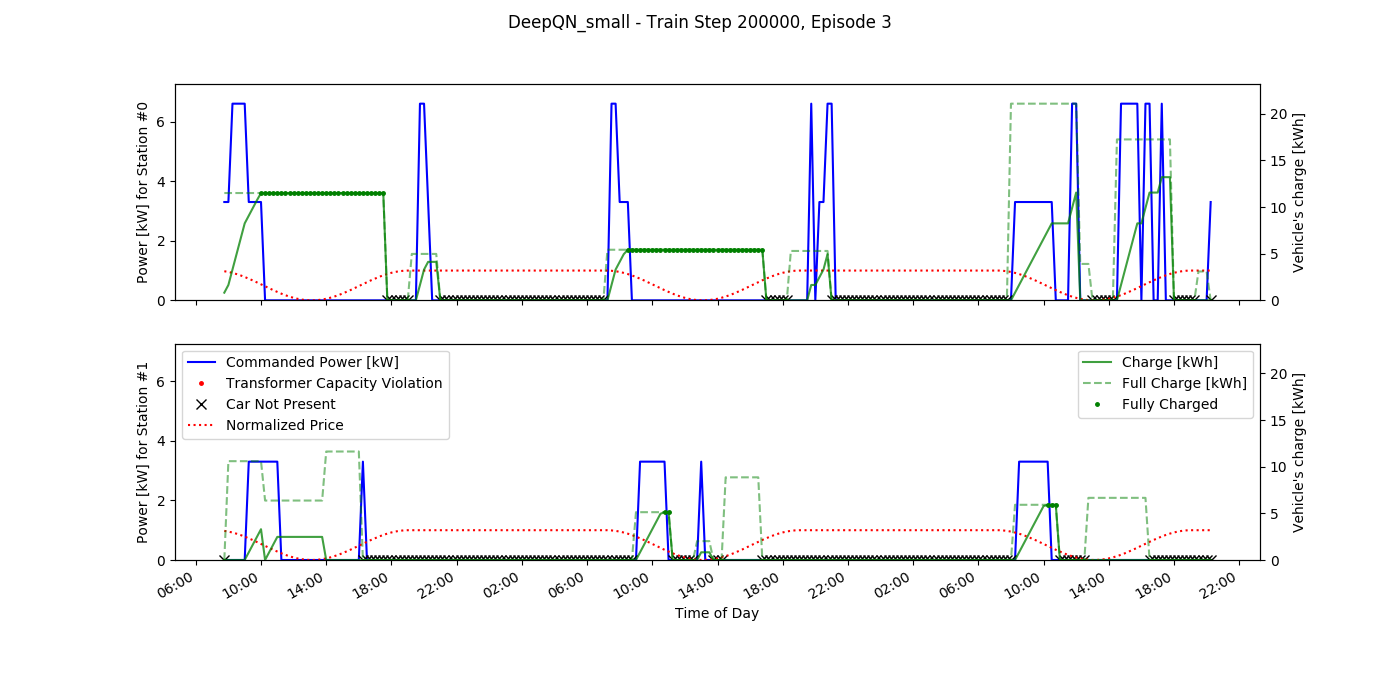 DeepQN_small - Train Step 200000, Episode 3
Power [kW] for Station #0
6
4
2
0
20
15
10
5
0
Vehicle's charge [kWh]
Power [kW] for Station #1
6
4
2
0
Commanded Power [kW]
Transformer Capacity Violation
Car Not Present
Normalized Price
Charge [kWh]
Full Charge [kWh]
Fully Charged
20
15
10
5
0
Vehicle's charge [kWh]
06:00 10:00 14:00 18:00 22:00 02:00 06:00 10:00 14:00 18:00 22:00 02:00 06:00 10:00 14:00 18:00 22:00
Time of Day